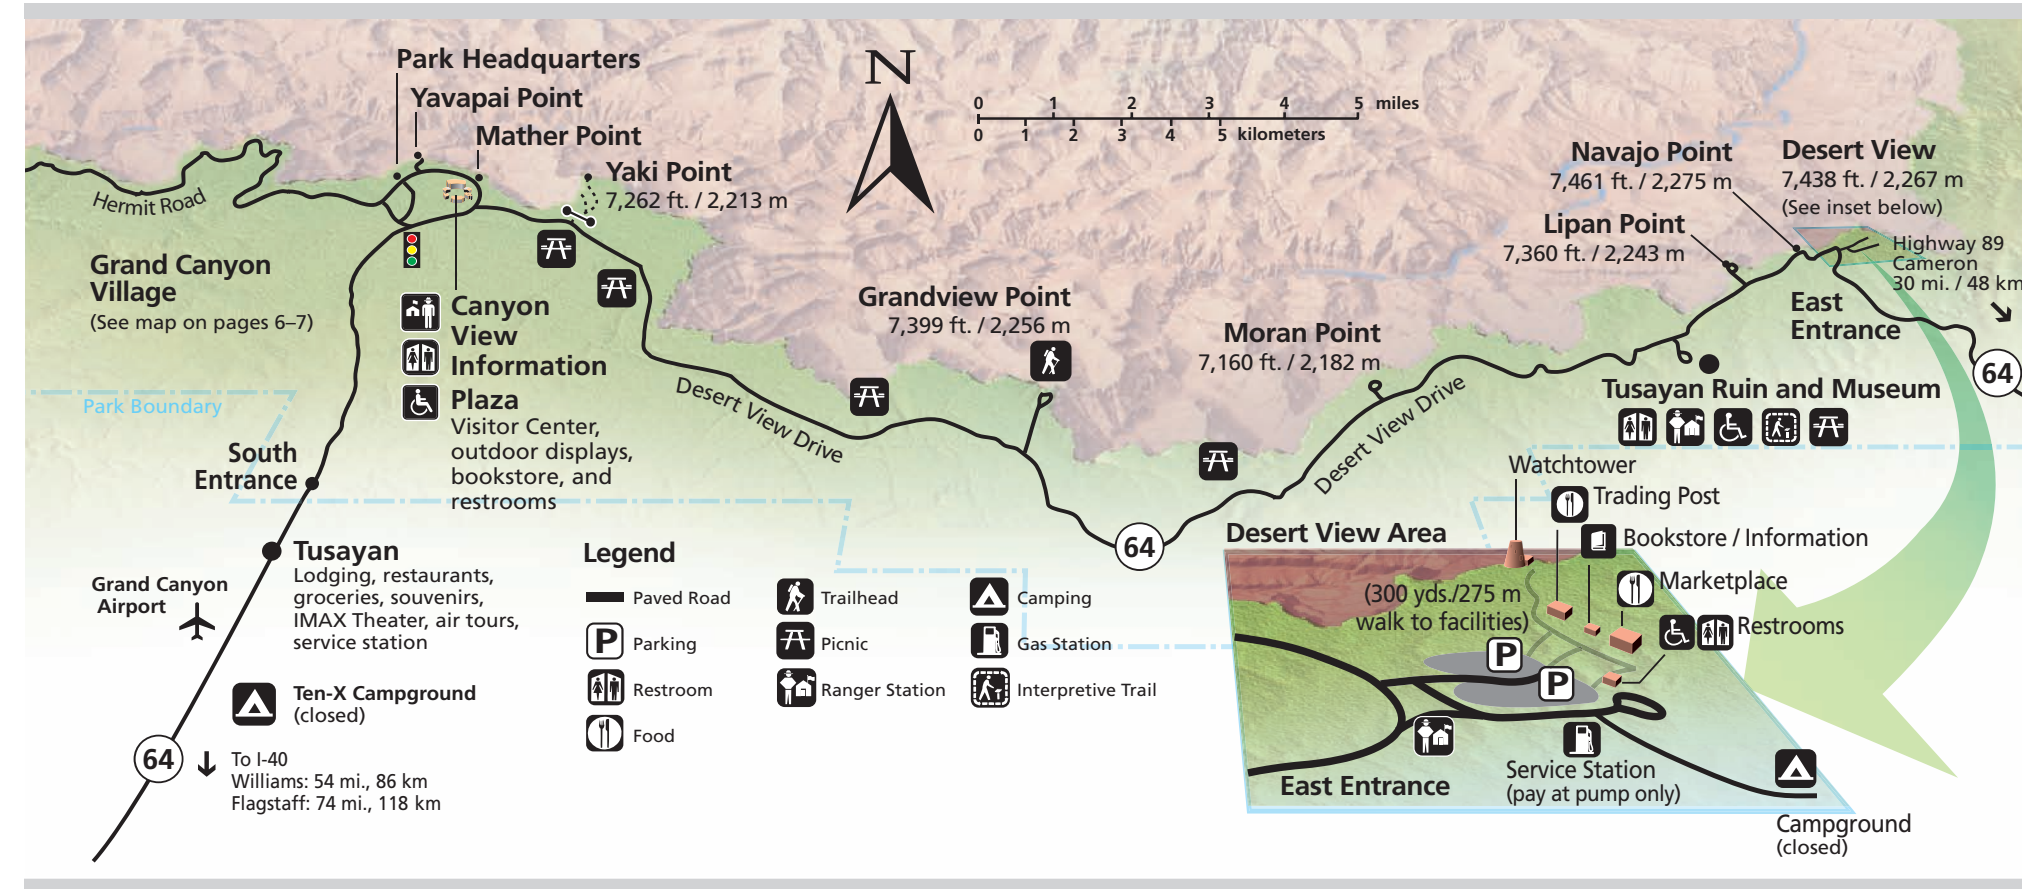 Park Headquarters
Yavapai Point
Mather Point
Yaki Point
7,262 ft. / 2,213 m
N
0 1 2 3 4 5 miles
0 1 2 3 4 5 kilometers
Navajo Point
7,461 ft. / 2,275 m
Desert View
7,438 ft. / 2,267 m
(See inset below)
Lipan Point
7,360 ft. / 2,243 m
Highway 89
Cameron
30 mi. / 48 km
East
Entrance
64
Hermit Road
Grand Canyon
Village
(See map on pages 6–7)
Canyon
View
Information
Plaza
Visitor Center,
outdoor displays,
bookstore, and
restrooms
Grandview Point
7,399 ft. / 2,256 m
Moran Point
7,160 ft. / 2,182 m
Desert View Drive
Desert View Drive
Tusayan Ruin and Museum
Park Boundary
South
Entrance
64
Tusayan
Lodging, restaurants,
groceries, souvenirs,
IMAX Theater, air tours,
service station
Grand Canyon
Airport
Ten-X Campground
(closed)
64
To I-40
Williams: 54 mi., 86 km
Flagstaff: 74 mi., 118 km
Legend
Paved Road
P
Parking
Restroom
Food
Trailhead
Picnic
Ranger Station
Camping
Gas Station
Interpretive Trail
Desert View Area
Watchtower
Trading Post
Bookstore / Information
Marketplace
Restrooms
(300 yds./275 m
walk to facilities)
P
P
East Entrance
Service Station
(pay at pump only)
Campground
(closed)